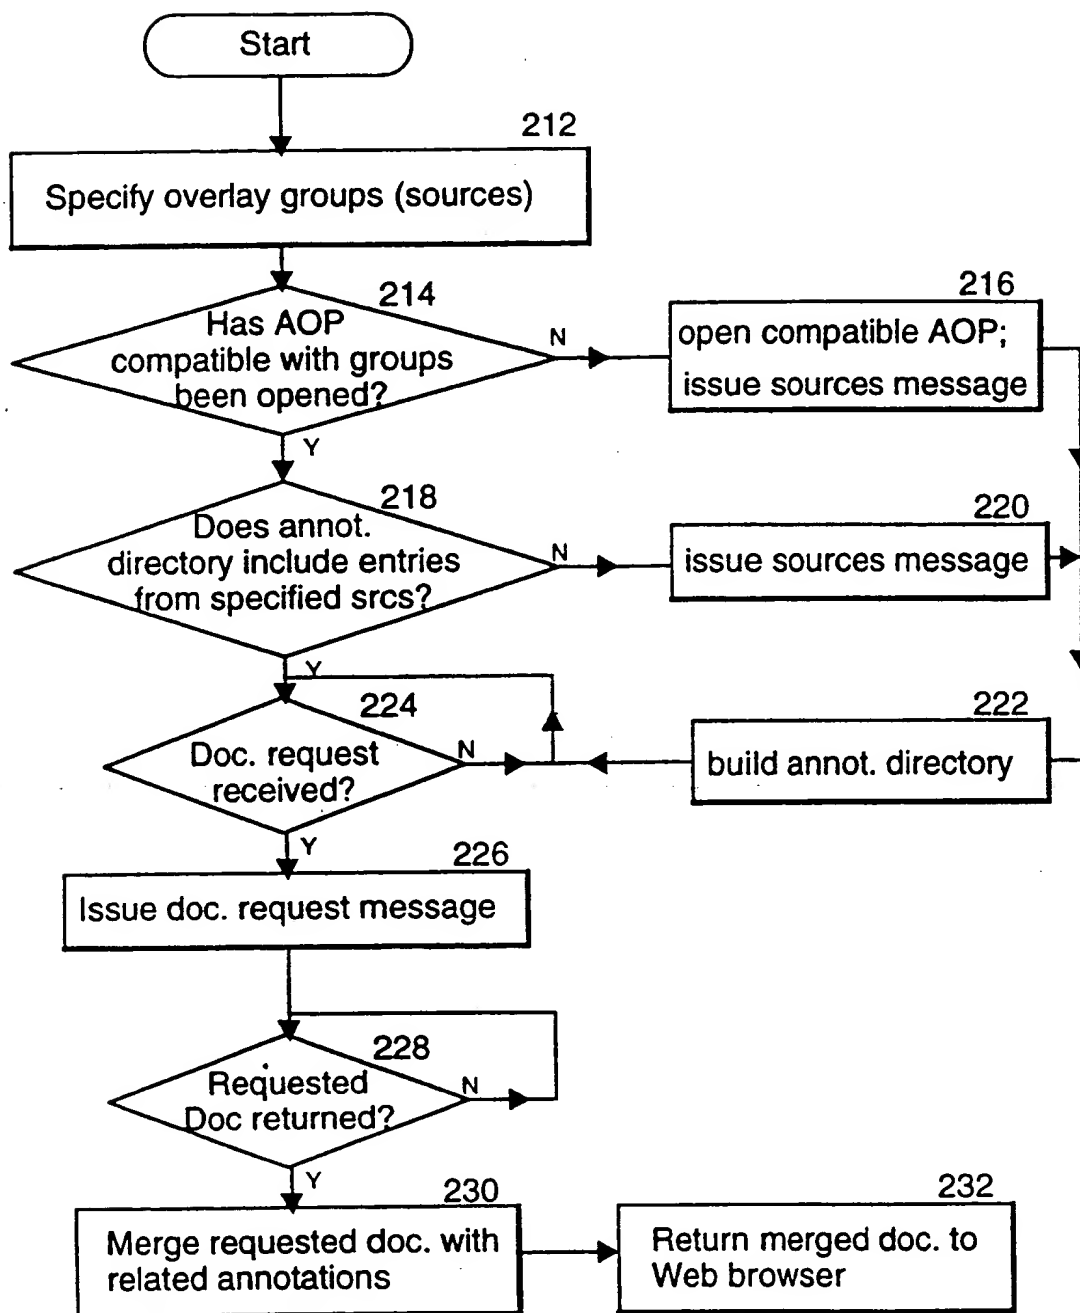 Start
212
Specify overlay groups (sources)
214
Has AOP
compatible with groups
been opened?
N
Y
216
open compatible AOP;
issue sources message
218
Does annot.
directory include entries
from specified srcs?
N
Y
220
issue sources message
224
Doc. request
received?
N
Y
222
build annot. directory
226
Issue doc. request message
228
Requested
Doc returned?
N
Y
230
Merge requested doc. with
related annotations
232
Return merged doc. to
Web browser